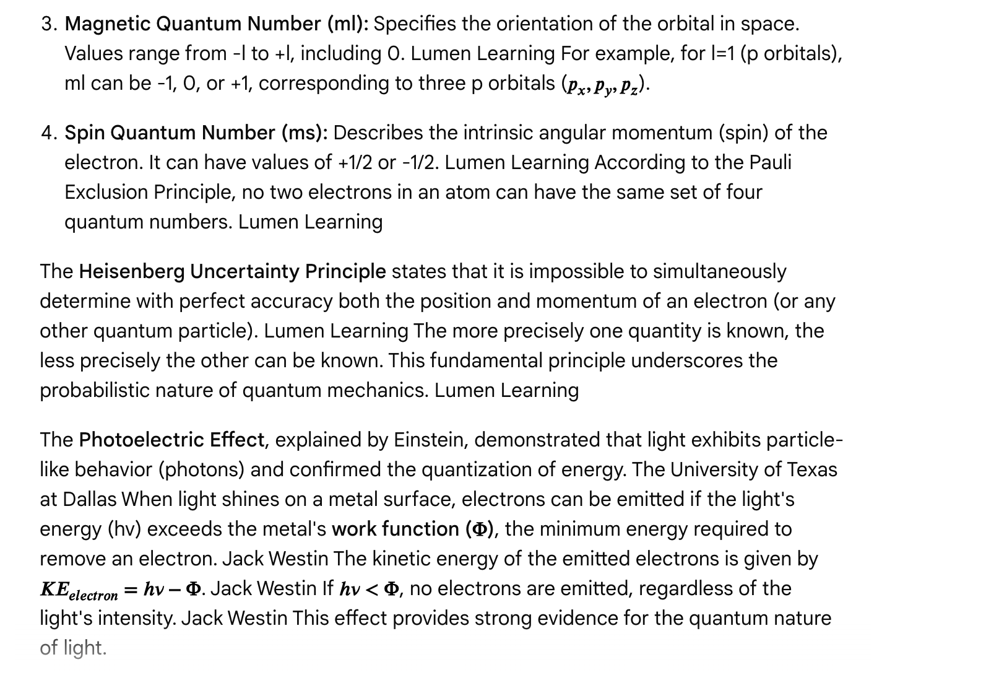 3. Magnetic Quantum Number (ml): Specifies the orientation of the orbital in space.
Values range from -l to +l, including 0. Lumen Learning For example, for l=1 (p orbitals),
ml can be -1, 0, or +1, corresponding to three p orbitals (pₓ, p_y, p_z).
4. Spin Quantum Number (ms): Describes the intrinsic angular momentum (spin) of the
electron. It can have values of +1/2 or -1/2. Lumen Learning According to the Pauli
Exclusion Principle, no two electrons in an atom can have the same set of four
quantum numbers. Lumen Learning
The Heisenberg Uncertainty Principle states that it is impossible to simultaneously
determine with perfect accuracy both the position and momentum of an electron (or any
other quantum particle). Lumen Learning The more precisely one quantity is known, the
less precisely the other can be known. This fundamental principle underscores the
probabilistic nature of quantum mechanics. Lumen Learning
The Photoelectric Effect, explained by Einstein, demonstrated that light exhibits particle-
like behavior (photons) and confirmed the quantization of energy. The University of Texas
at Dallas When light shines on a metal surface, electrons can be emitted if the light's
energy (hv) exceeds the metal's work function (Φ), the minimum energy required to
remove an electron. Jack Westin The kinetic energy of the emitted electrons is given by
KE_electron = hν − Φ. Jack Westin If hν < Φ, no electrons are emitted, regardless of the
light's intensity. Jack Westin This effect provides strong evidence for the quantum nature
of light.